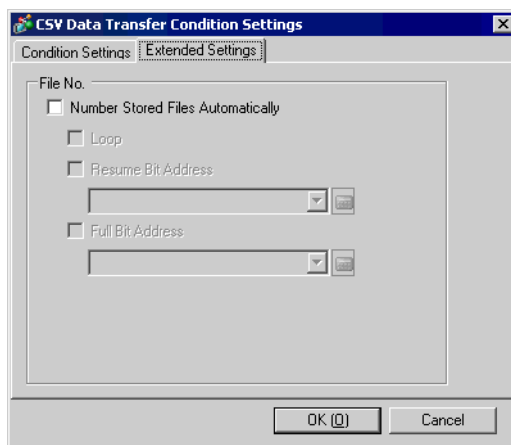 CSV Data Transfer Condition Settings
Condition Settings Extended Settings
File No.
Number Stored Files Automatically
Loop
Resume Bit Address
Full Bit Address
OK (O) Cancel